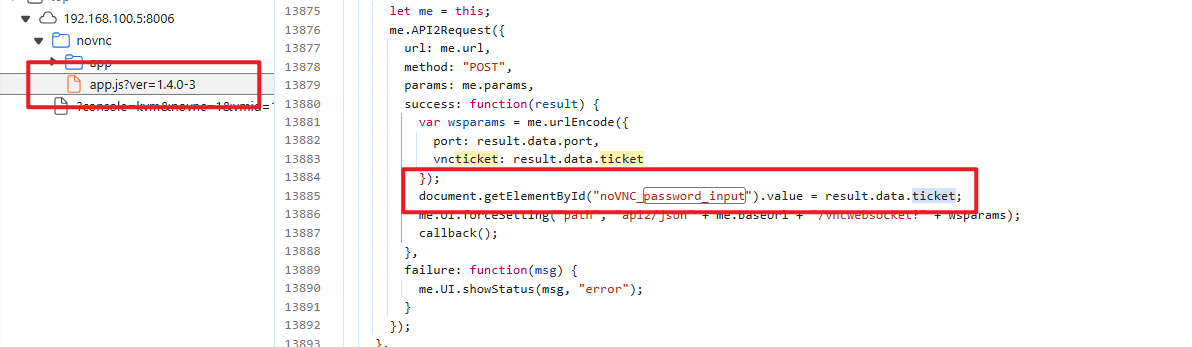 192.168.100.5:8006
novnc
app
app.js?ver=1.4.0-3
?console=kvm&novnc=1&vmid=1
13875 let me = this;
13876 me.API2Request({
13877 url: me.url,
13878 method: "POST",
13879 params: me.params,
13880 success: function(result) {
13881 var wsparams = me.urlEncode({
13882 port: result.data.port,
13883 vncticket: result.data.ticket
13884 });
13885 document.getElementById("noVNC_password_input").value = result.data.ticket;
13886 me.UI.forceSetting("path", "api2/json" + me.baseUrl + "/vncwebsocket?" + wsparams);
13887 callback();
13888 },
13889 failure: function(msg) {
13890 me.UI.showStatus(msg, "error");
13891 }
13892 });
13893 },